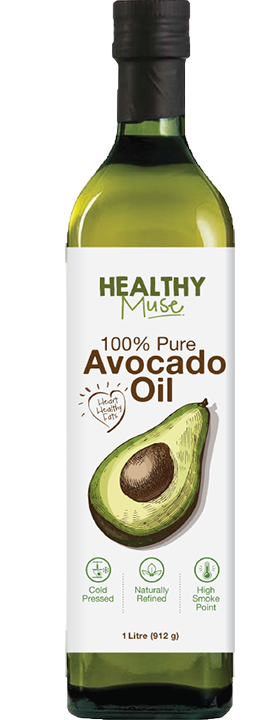 HEALTHY
Muse
100% Pure
Avocado
Oil
Heart
Healthy
Fats
Cold
Pressed
Naturally
Refined
High
Smoke
Point
1 Litre (912 g)